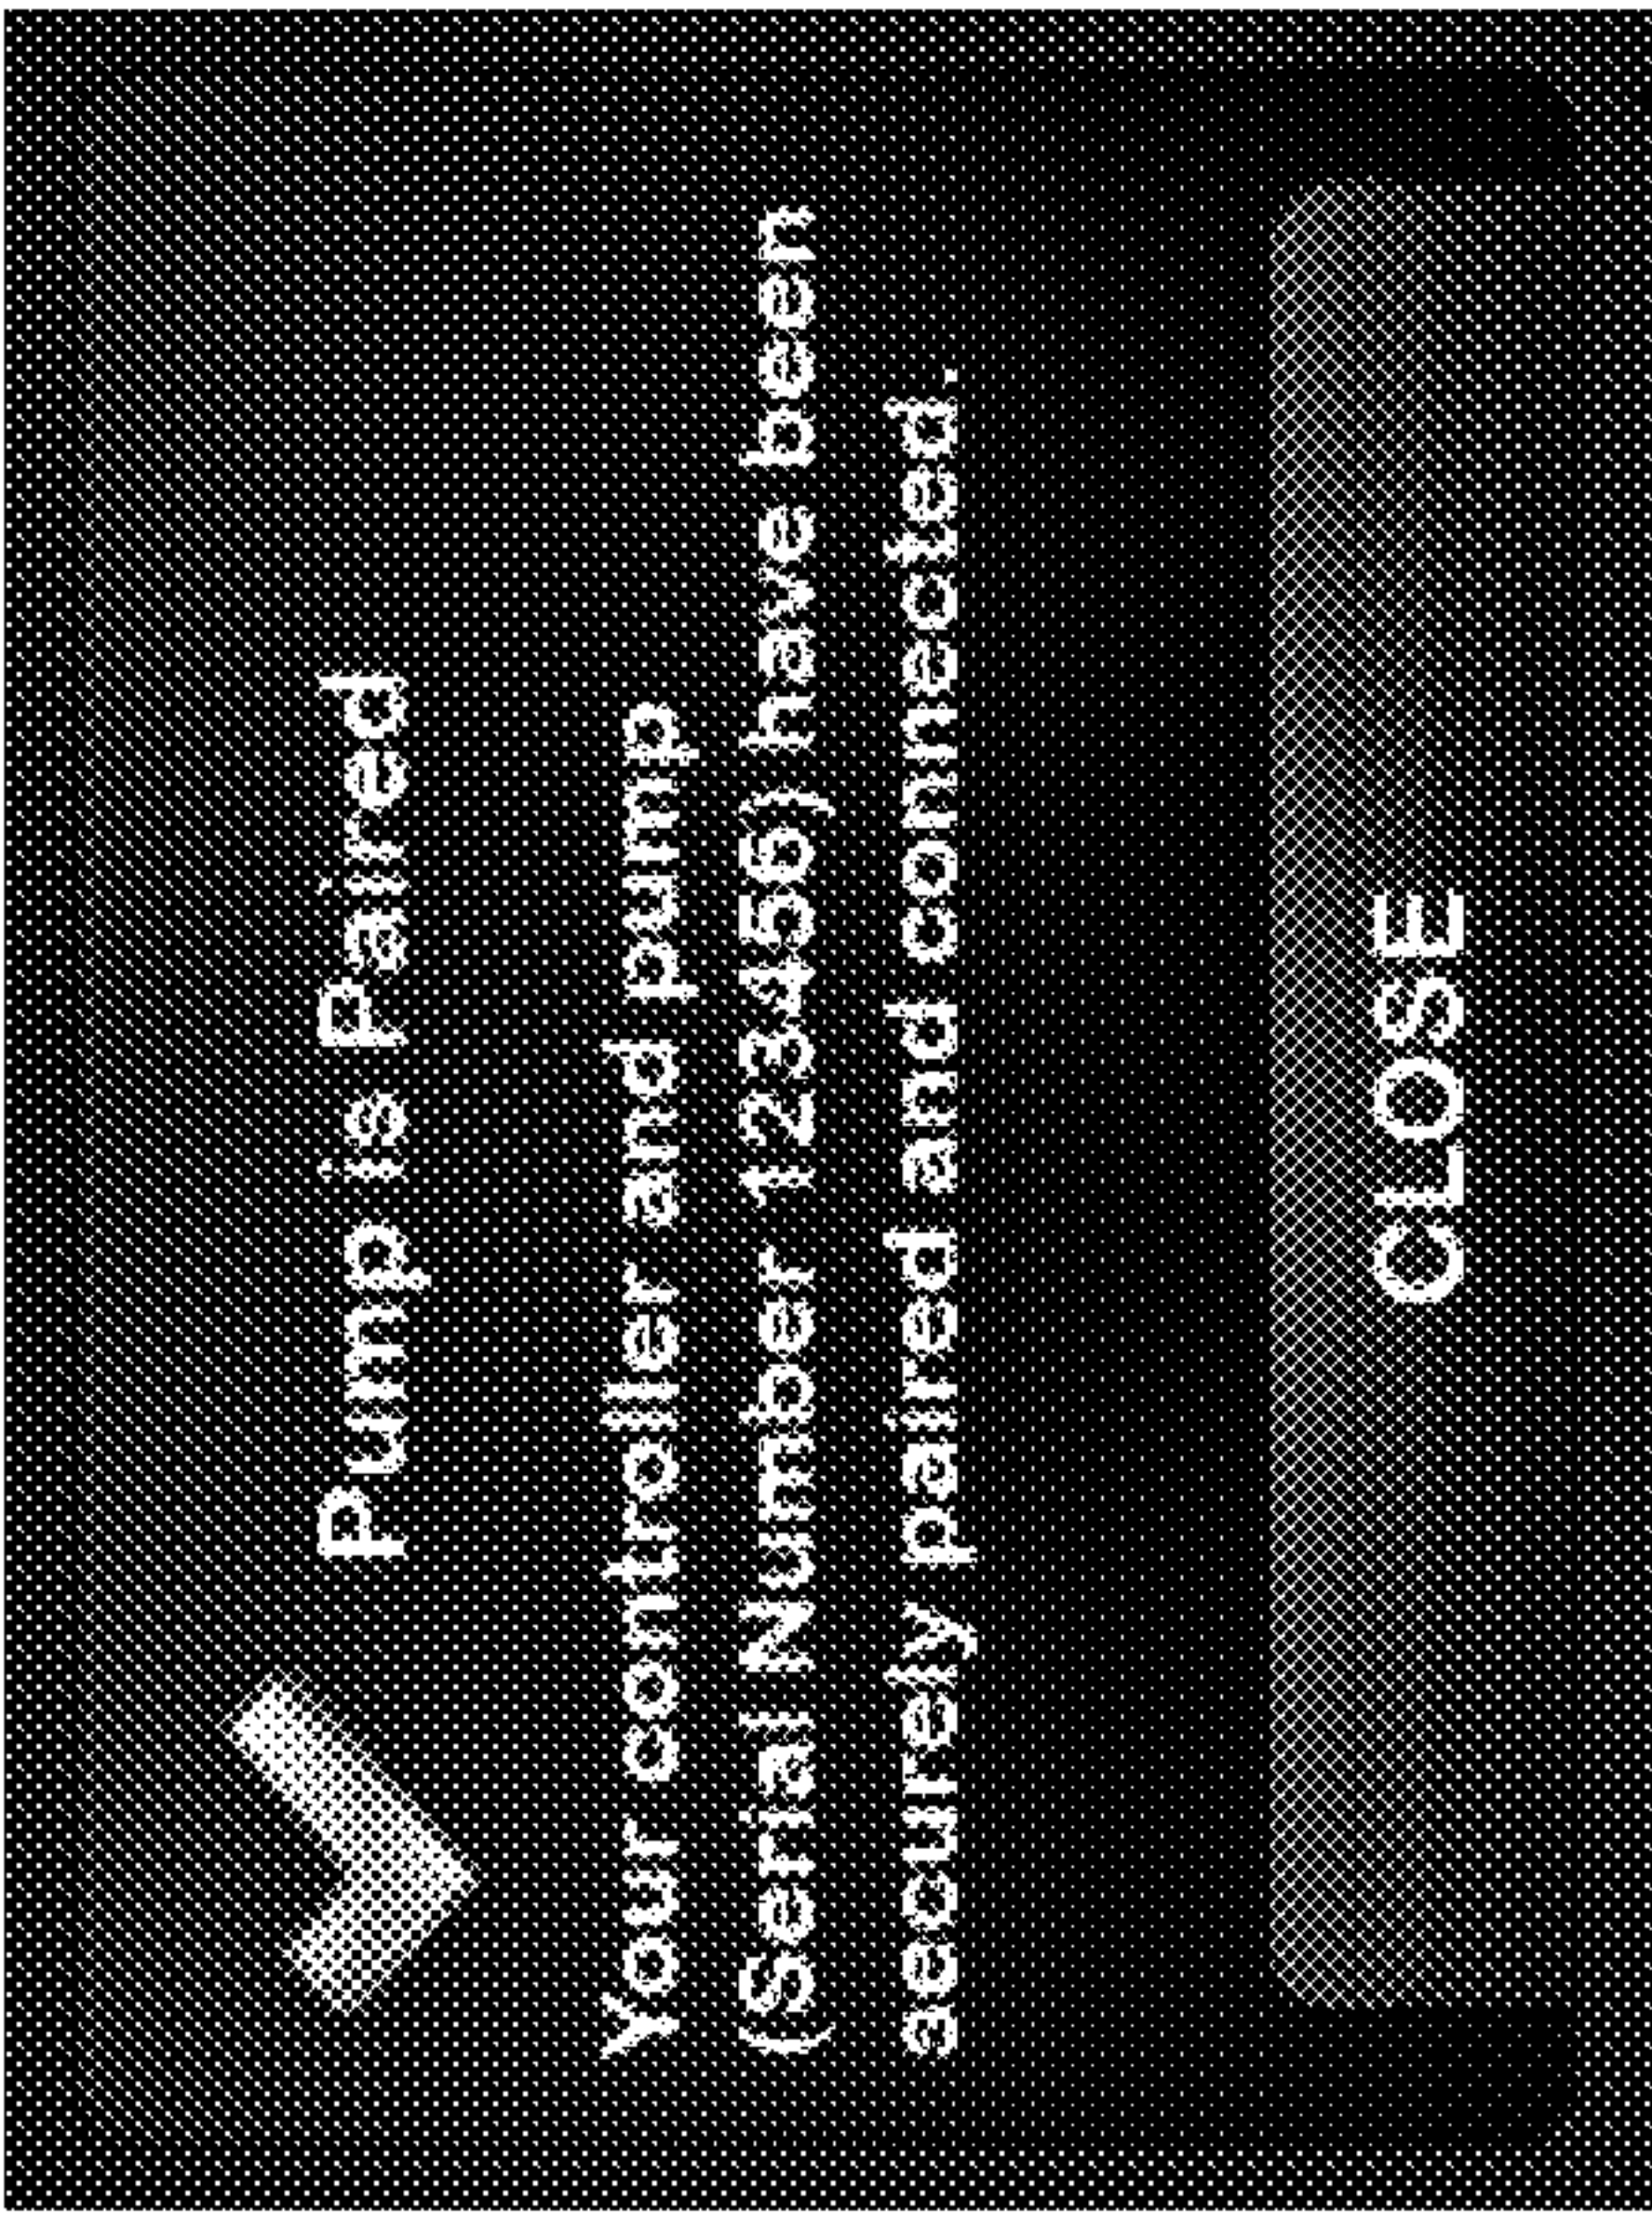 Pump is Paired
Your controller and pump
(Serial Number 123456) have been
securely paired and connected.
CLOSE